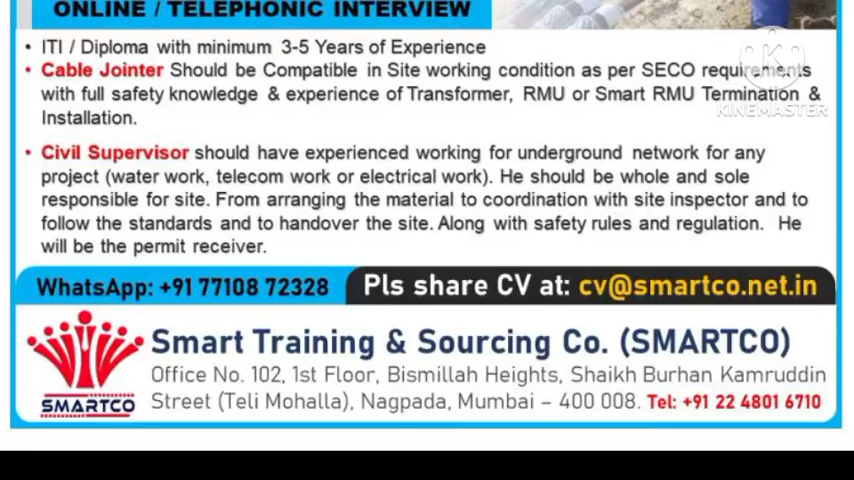 ONLINE / TELEPHONIC INTERVIEW
• ITI / Diploma with minimum 3-5 Years of Experience
• Cable Jointer Should be Compatible in Site working condition as per SECO requirements
with full safety knowledge & experience of Transformer, RMU or Smart RMU Termination &
Installation.
K
KINEMASTER
• Civil Supervisor should have experienced working for underground network for any
project (water work, telecom work or electrical work). He should be whole and sole
responsible for site. From arranging the material to coordination with site inspector and to
follow the standards and to handover the site. Along with safety rules and regulation. He
will be the permit receiver.
WhatsApp: +91 77108 72328 Pls share CV at: cv@smartco.net.in
Smart Training & Sourcing Co. (SMARTCO)
Office No. 102, 1st Floor, Bismillah Heights, Shaikh Burhan Kamruddin
Street (Teli Mohalla), Nagpada, Mumbai – 400 008. Tel: +91 22 4801 6710
SMARTCO